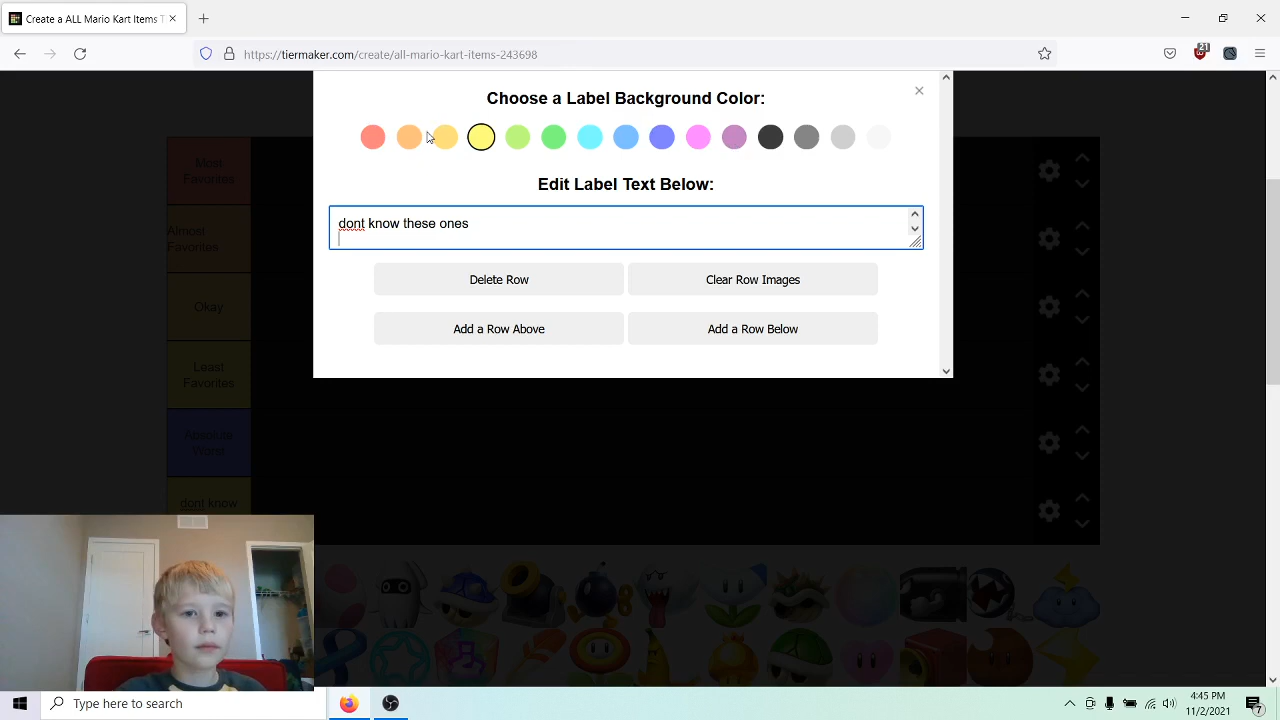 Create a ALL Mario Kart Items T
https://tiermaker.com/create/all-mario-kart-items-243698
21
Choose a Label Background Color:
Edit Label Text Below:
dont know these ones
Delete Row
Clear Row Images
Add a Row Above
Add a Row Below
Most
Favorites
Almost
Favorites
Okay
Least
Favorites
Absolute
Worst
dont know
Type here to search
4:45 PM
11/2/2021
7